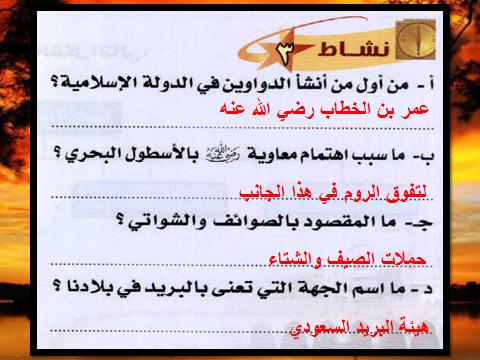 نشاط ٣
أ- من أول من أنشأ الدواوين في الدولة الإسلامية؟
عمر بن الخطاب رضي الله عنه
ب- ما سبب اهتمام معاوية رضي الله عنه بالأسطول البحري؟
لتفوق الروم في هذا الجانب
جـ- ما المقصود بالصوائف والشواتي؟
حملات الصيف والشتاء
د- ما اسم الجهة التي تعنى بالبريد في بلادنا؟
هيئة البريد السعودي